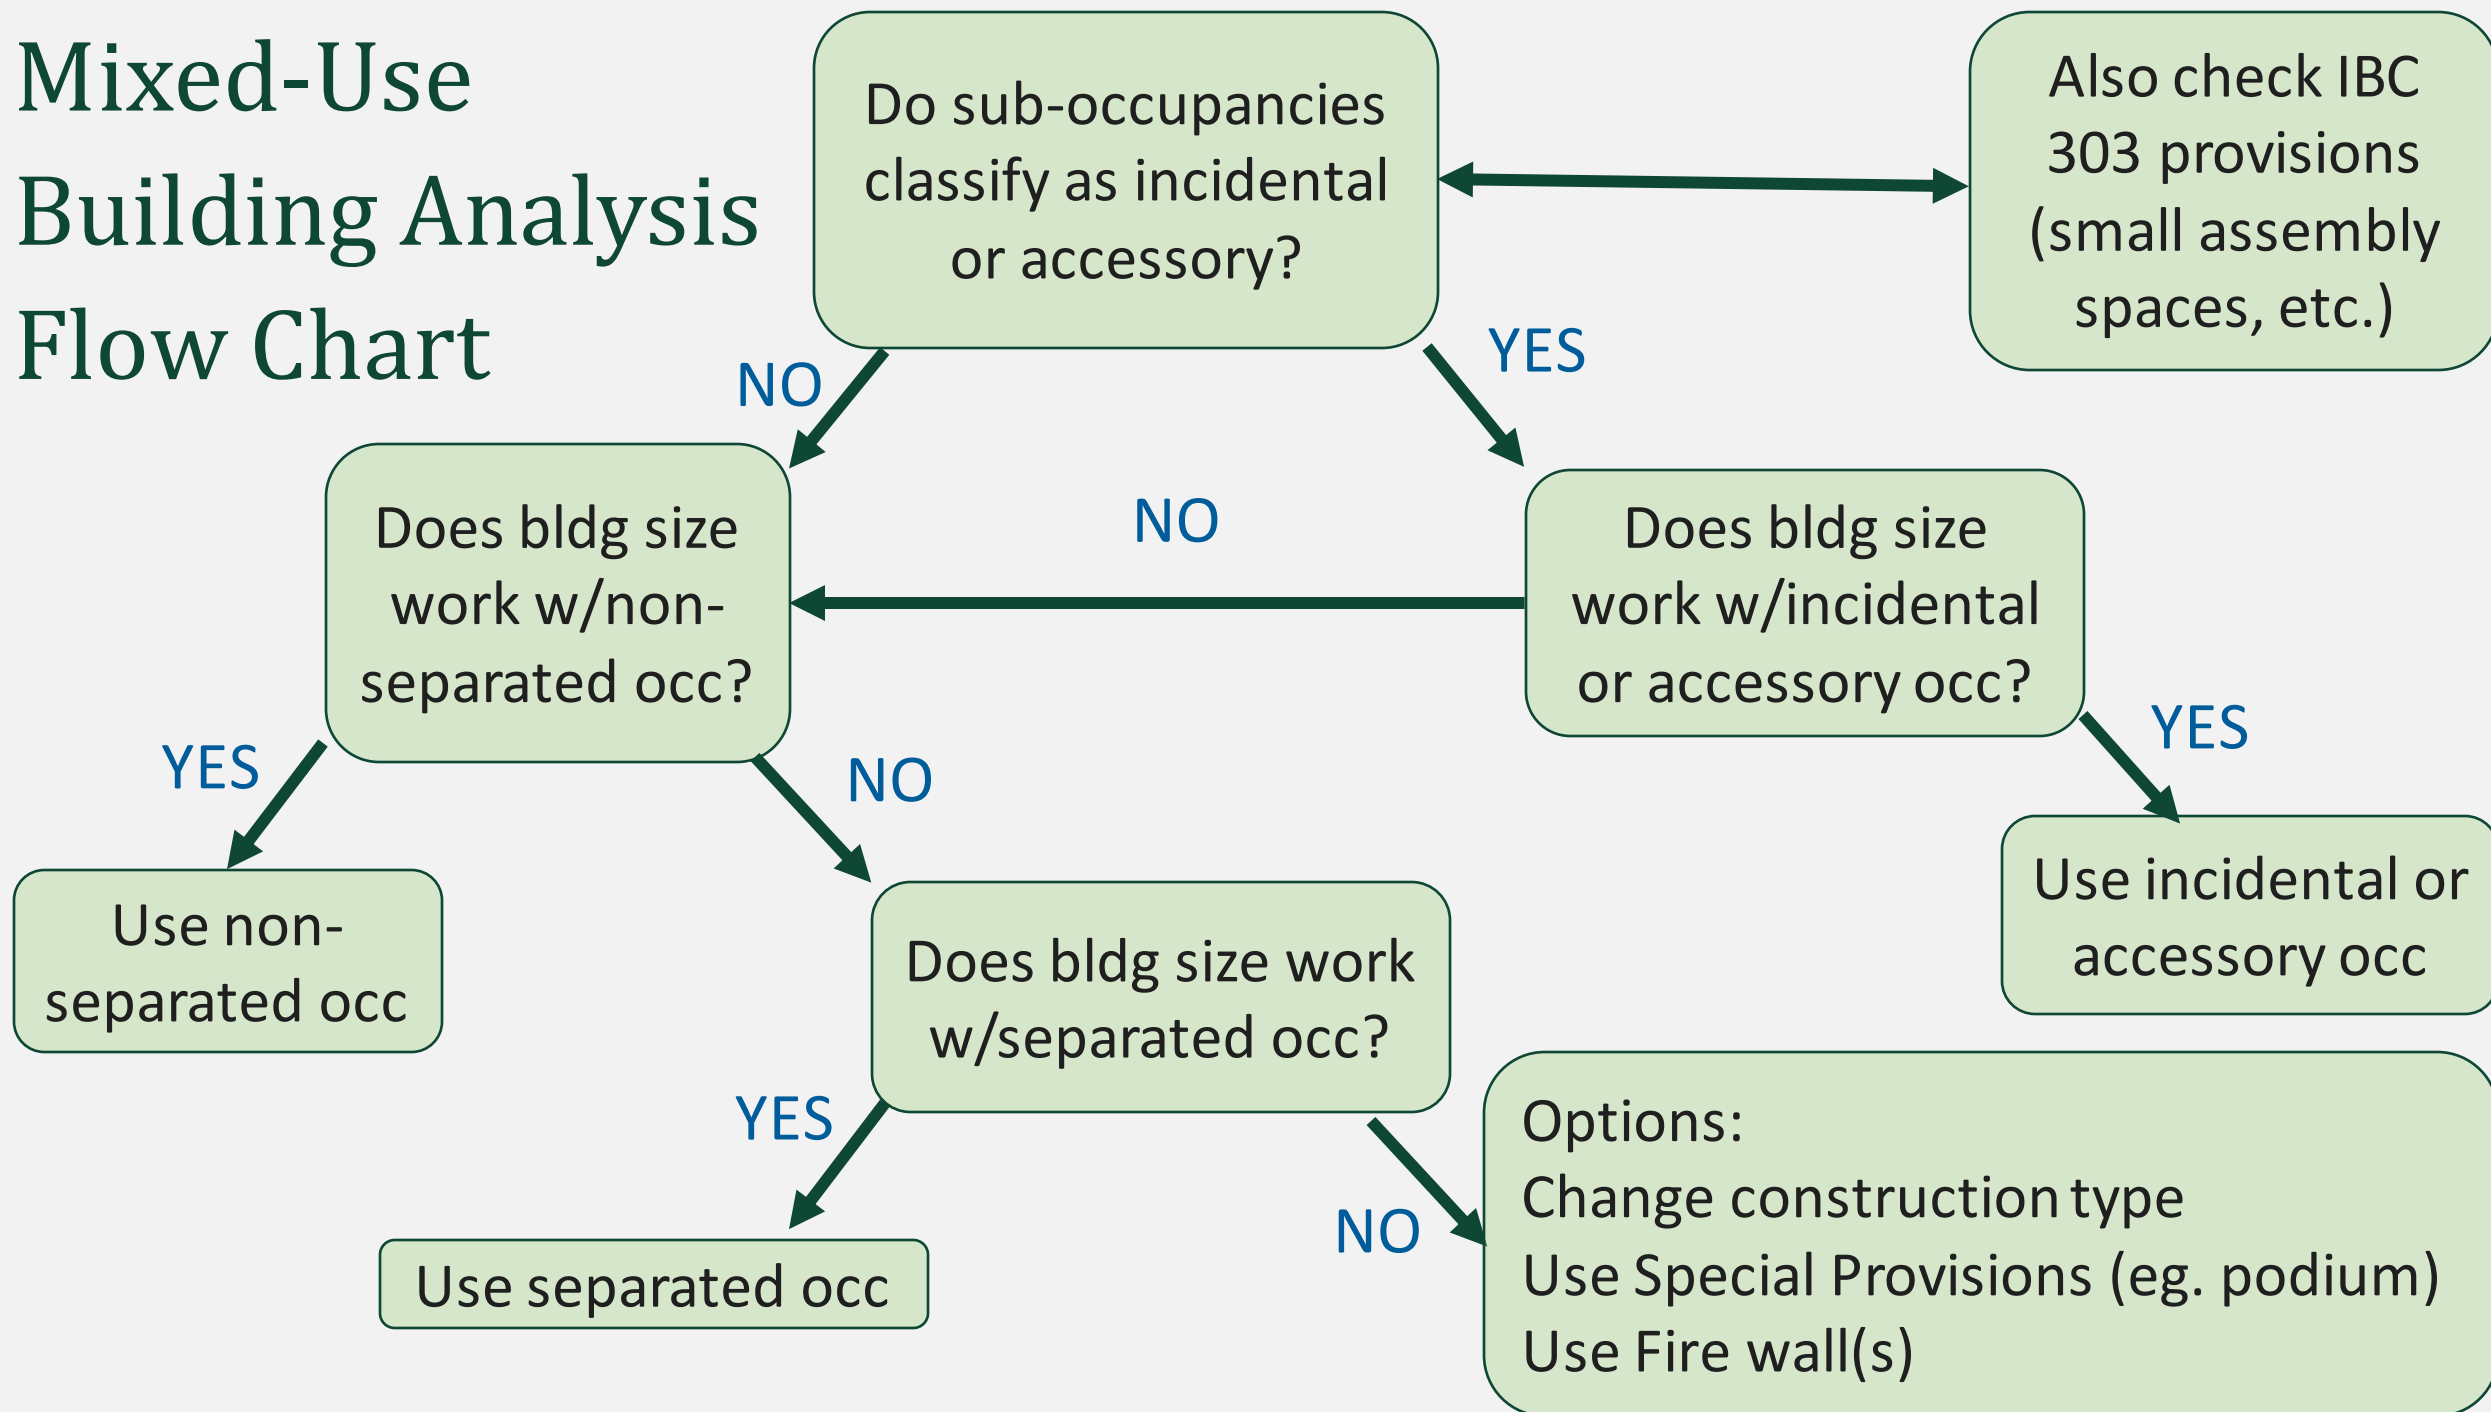 Mixed-Use
Building Analysis
Flow Chart
Do sub-occupancies
classify as incidental
or accessory?
Also check IBC
303 provisions
(small assembly
spaces, etc.)
NO
YES
Does bldg size
work w/non-
separated occ?
NO
Does bldg size
work w/incidental
or accessory occ?
YES
NO
YES
Use non-
separated occ
Does bldg size work
w/separated occ?
Use incidental or
accessory occ
YES
NO
Use separated occ
Options:
Change construction type
Use Special Provisions (eg. podium)
Use Fire wall(s)